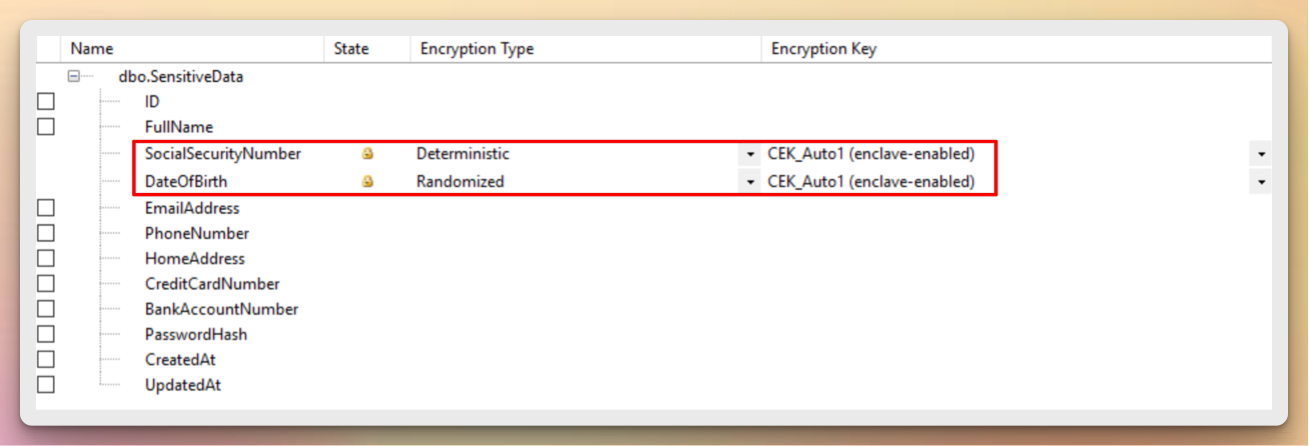 Name State Encryption Type Encryption Key
dbo.SensitiveData
ID
FullName
SocialSecurityNumber Deterministic CEK_Auto1 (enclave-enabled)
DateOfBirth Randomized CEK_Auto1 (enclave-enabled)
EmailAddress
PhoneNumber
HomeAddress
CreditCardNumber
BankAccountNumber
PasswordHash
CreatedAt
UpdatedAt